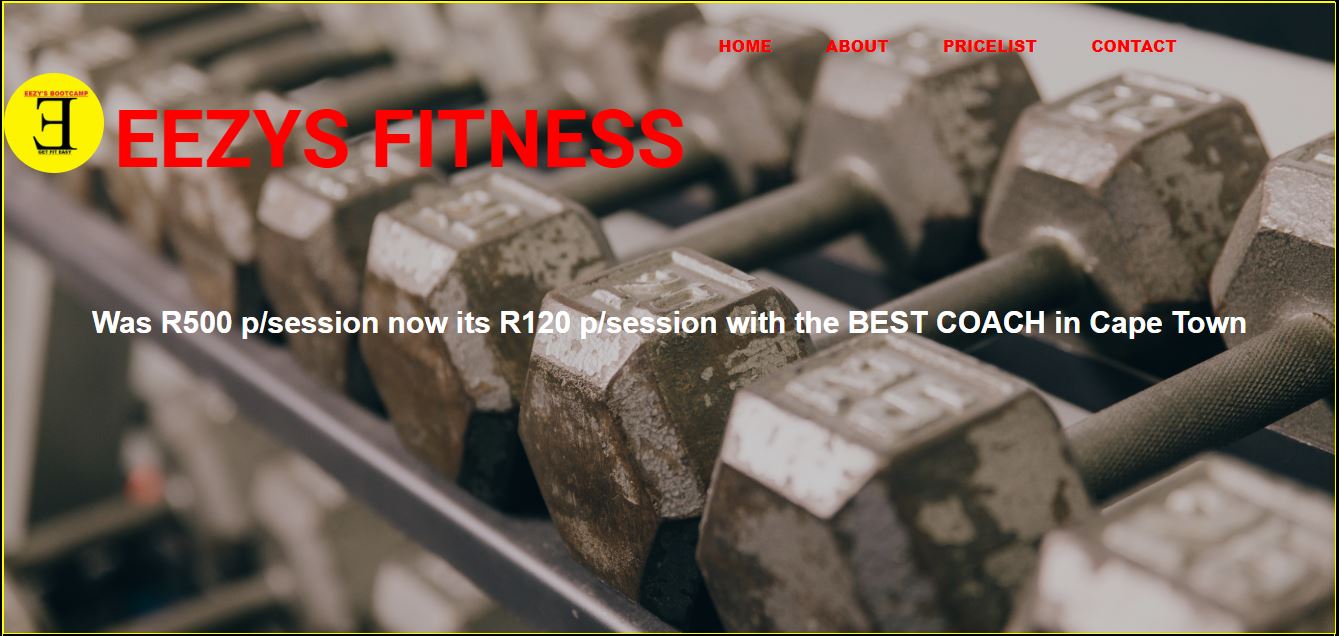 HOME ABOUT PRICELIST CONTACT
EEZY'S BOOTCAMP
E
GET FIT EASY
EEZYS FITNESS
Was R500 p/session now its R120 p/session with the BEST COACH in Cape Town